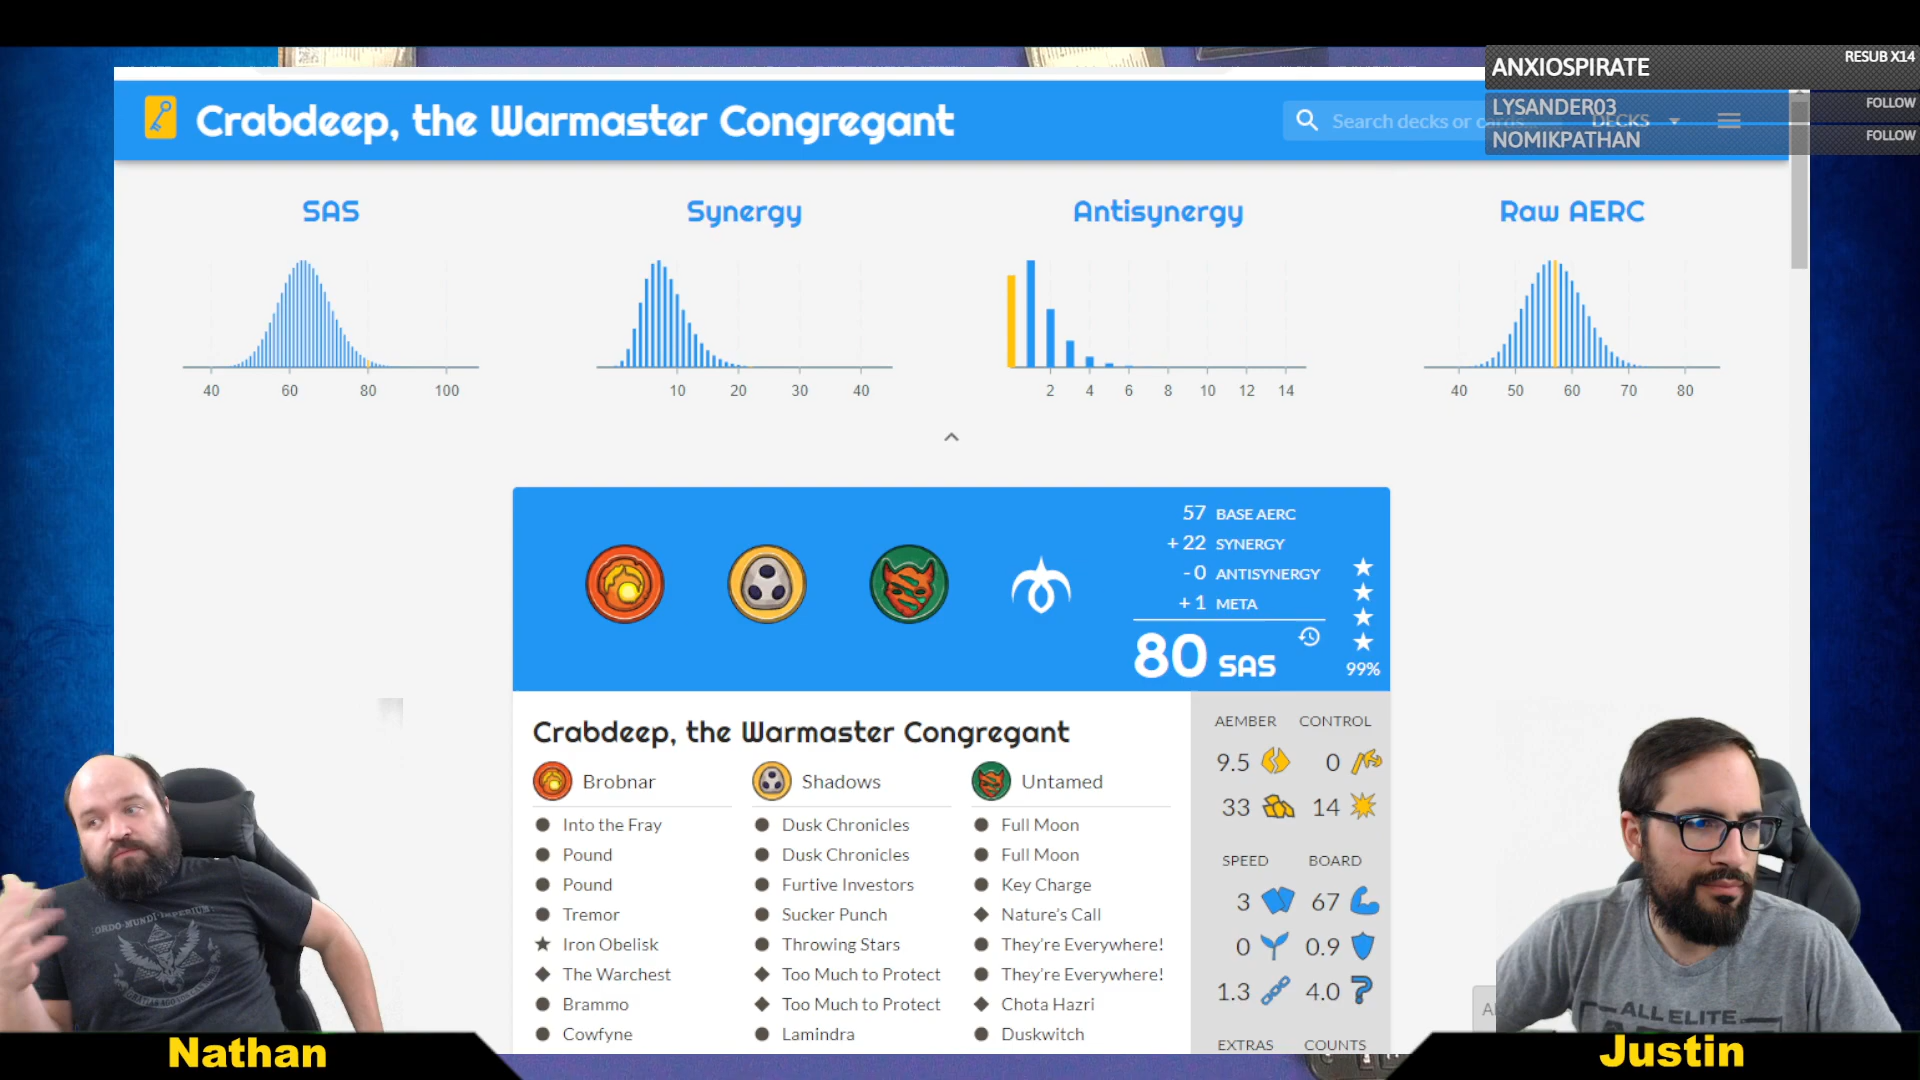 ANXIOSPIRATE
RESUB X14
LYSANDER03
FOLLOW
NOMIKPATHAN
FOLLOW
Crabdeep, the Warmaster Congregant
Search decks or cards
DECKS
SAS
Synergy
Antisynergy
Raw AERC
40 60 80 100
10 20 30 40
2 4 6 8 10 12 14
40 50 60 70 80
57 BASE AERC
+ 22 SYNERGY
- 0 ANTISYNERGY
+ 1 META
80 SAS
99%
Crabdeep, the Warmaster Congregant
Brobnar
Into the Fray
Pound
Pound
Tremor
Iron Obelisk
The Warchest
Brammo
Cowfyne
Shadows
Dusk Chronicles
Dusk Chronicles
Furtive Investors
Sucker Punch
Throwing Stars
Too Much to Protect
Too Much to Protect
Lamindra
Untamed
Full Moon
Full Moon
Key Charge
Nature's Call
They're Everywhere!
They're Everywhere!
Chota Hazri
Duskwitch
AEMBER CONTROL
9.5 0
33 14
SPEED BOARD
3 67
0 0.9
1.3 4.0
EXTRAS COUNTS
ORDO·MUNDI·IMPERIUM
ALL ELITE
Nathan
Justin